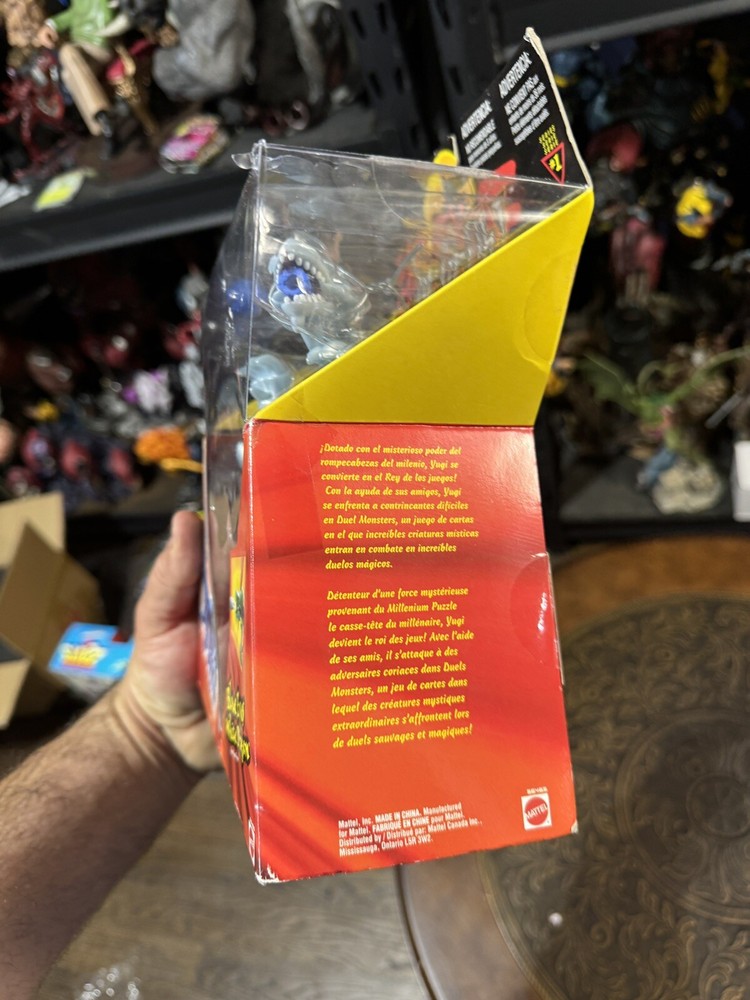 ADVERTENCIA:
ADVERTENCIA:
#1
¡Dotado con el misterioso poder del
rompecabezas del milenio, Yugi se
convierte en el Rey de los juegos!
Con la ayuda de sus amigos, Yugi
se enfrenta a contrincantes difíciles
en Duel Monsters, un juego de cartas
en el que increíbles criaturas místicas
entran en combate en increíbles
duelos mágicos.
Détenteur d'une force mystérieuse
provenant du Millenium Puzzle
le casse-tête du millénaire, Yugi
devient le roi des jeux! Avec l'aide
de ses amis, il s'attaque à des
adversaires coriaces dans Duels
Monsters, un jeu de cartes dans
lequel des créatures mystiques
extraordinaires s'affrontent lors
de duels sauvages et magiques!
Mattel, Inc. MADE IN CHINA. Manufactured
for Mattel. FABRIQUÉ EN CHINE pour Mattel.
Distributed by / Distribué par: Mattel Canada Inc.,
Mississauga, Ontario L5R 3W2.
MATTEL